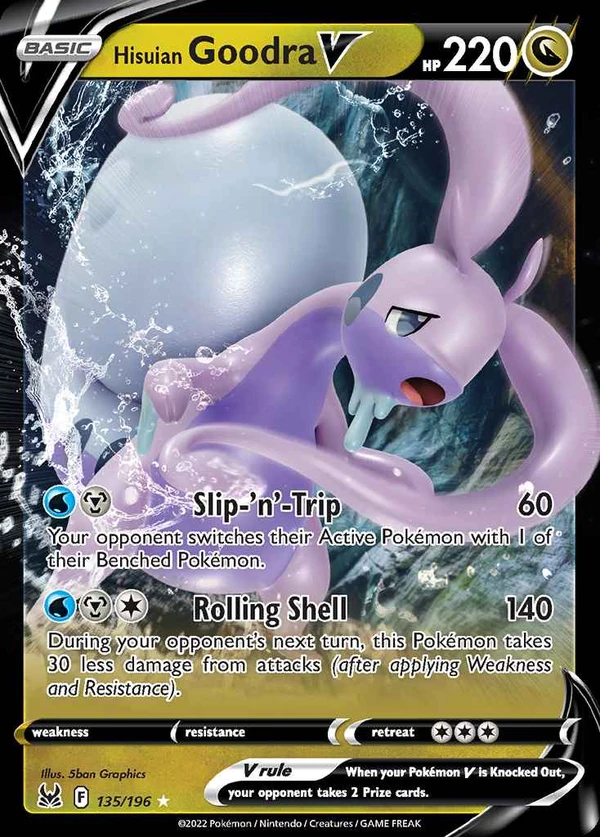 BASIC Hisuian Goodra V HP 220
Slip-'n'-Trip 60
Your opponent switches their Active Pokémon with 1 of
their Benched Pokémon.
Rolling Shell 140
During your opponent's next turn, this Pokémon takes
30 less damage from attacks (after applying Weakness
and Resistance).
weakness resistance retreat
Illus. 5ban Graphics
V rule When your Pokémon V is Knocked Out,
your opponent takes 2 Prize cards.
F 135/196
©2022 Pokémon / Nintendo / Creatures / GAME FREAK